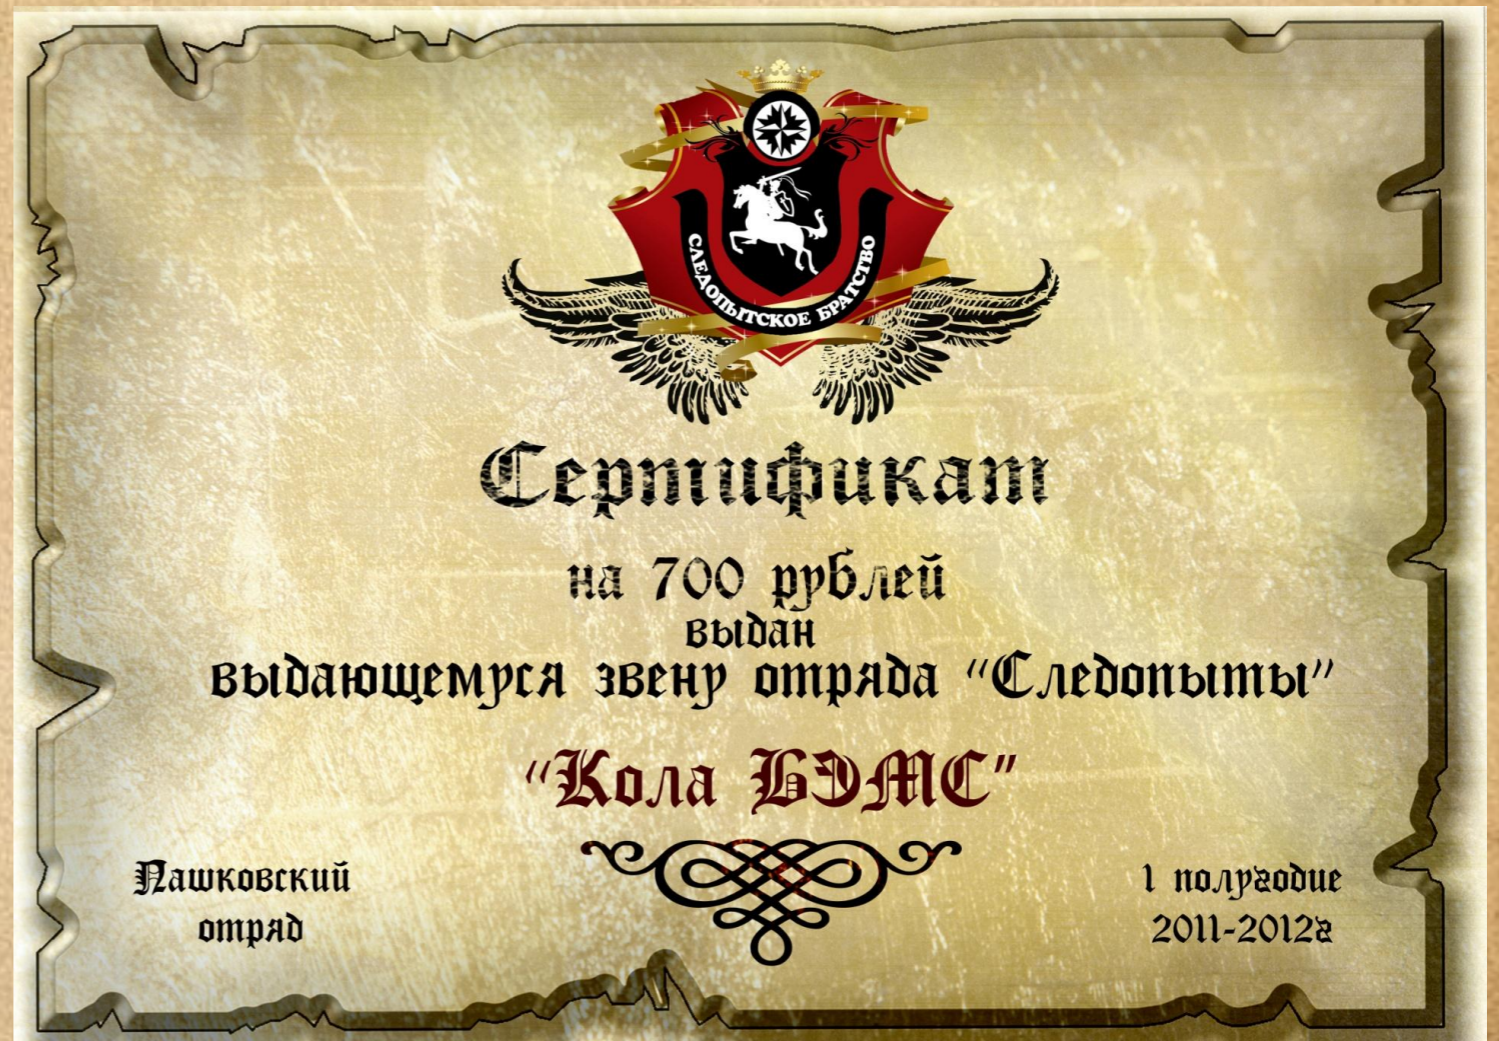 СЛЕДОПЫТСКОЕ БРАТСТВО
Сертификат
на 700 рублей
выдан
выдающемуся звену отряда “Следопыты”
“Кола БЭМС”
Пашковский
отряд
1 полугодие
2011-2012г